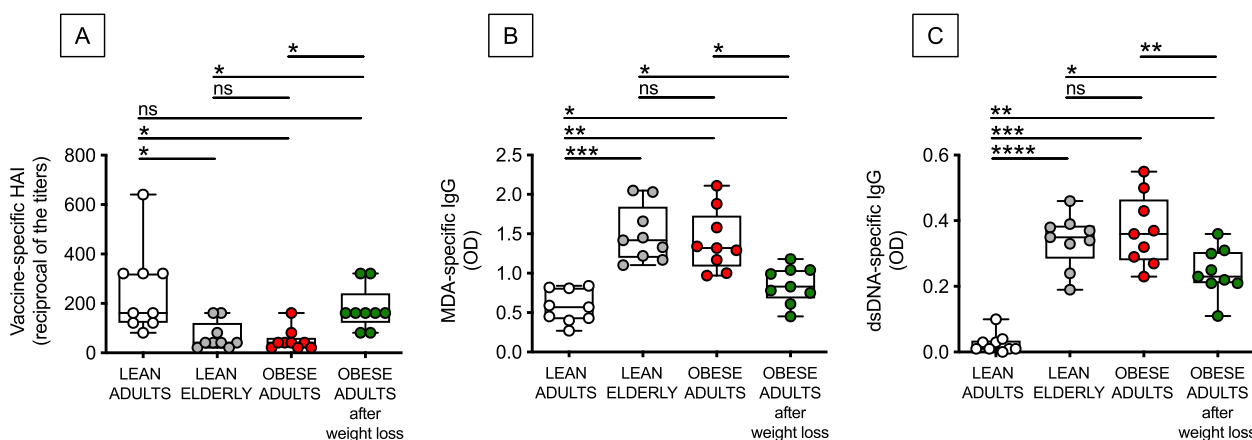 A
*
*
ns
ns
*
*
Vaccine-specific HAI
(reciprocal of the titers)
800
600
400
200
0
LEAN
ADULTS
LEAN
ELDERLY
OBESE
ADULTS
OBESE
ADULTS
after
weight loss
B
*
*
ns
*
**
***
MDA-specific IgG
(OD)
2.5
2.0
1.5
1.0
0.5
0.0
LEAN
ADULTS
LEAN
ELDERLY
OBESE
ADULTS
OBESE
ADULTS
after
weight loss
C
**
*
ns
**
***
****
dsDNA-specific IgG
(OD)
0.6
0.4
0.2
0.0
LEAN
ADULTS
LEAN
ELDERLY
OBESE
ADULTS
OBESE
ADULTS
after
weight loss